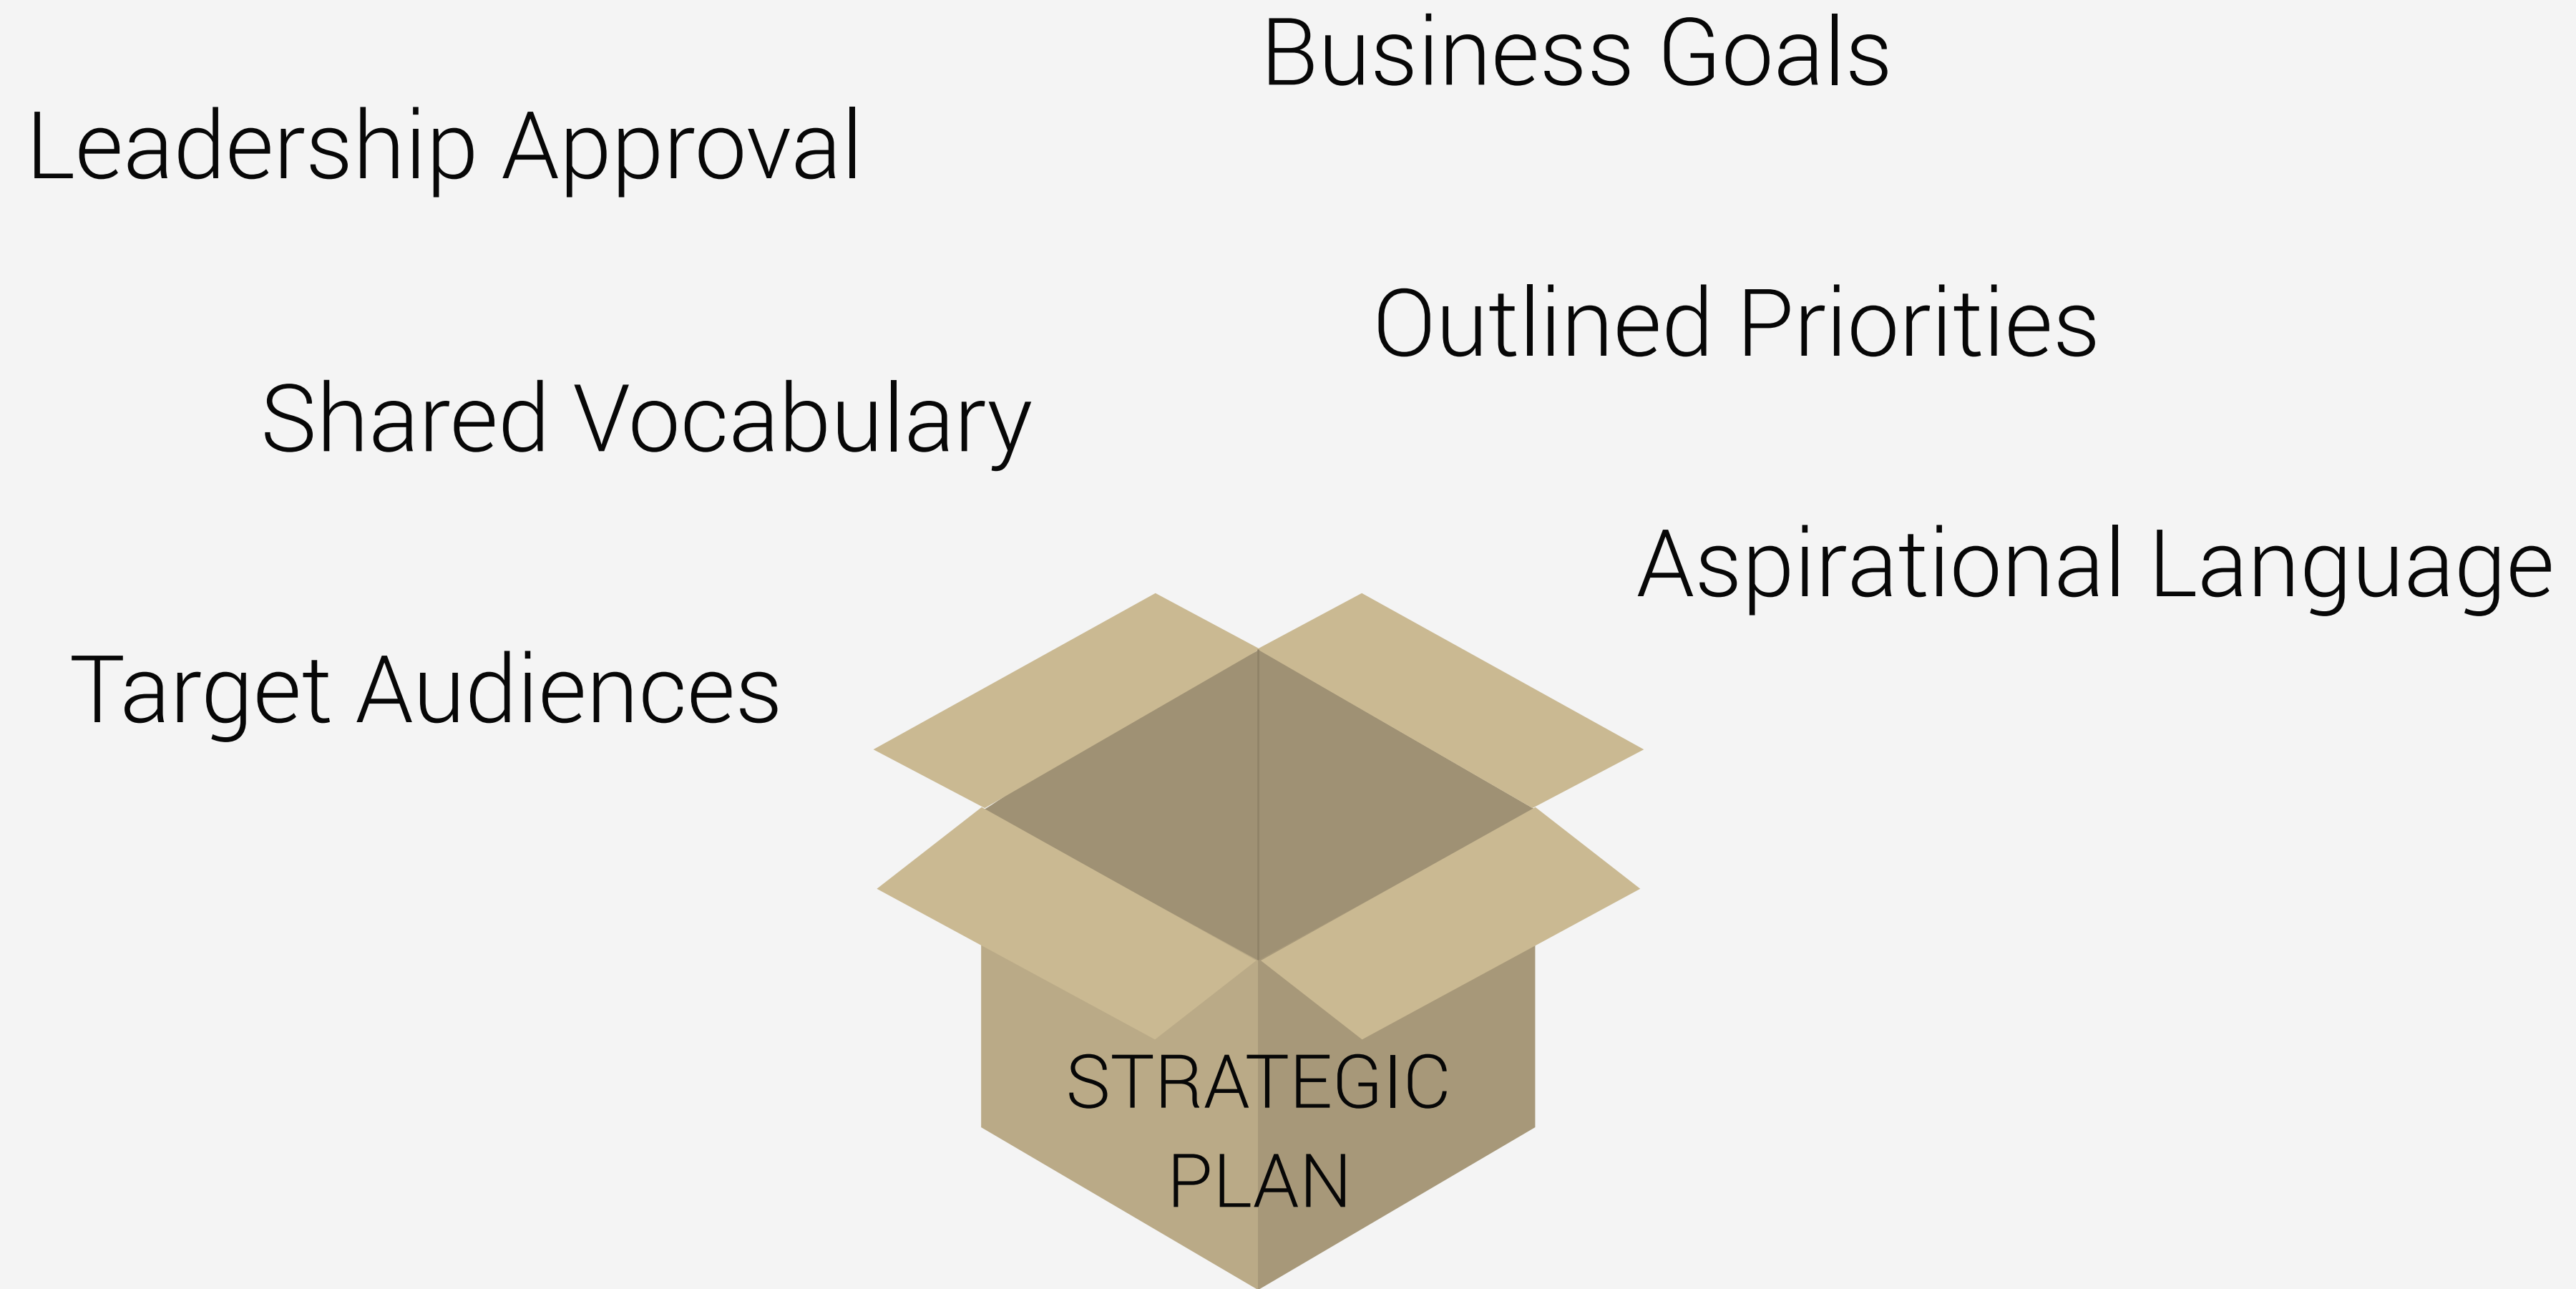 Business Goals
Leadership Approval
Outlined Priorities
Shared Vocabulary
Aspirational Language
Target Audiences
STRATEGIC
PLAN